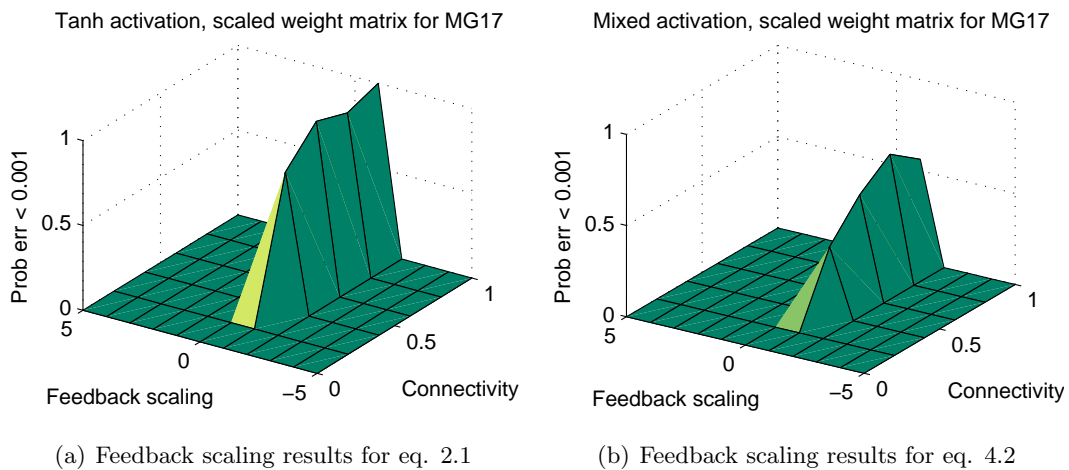 Tanh activation, scaled weight matrix for MG17
1
0.5
0
Prob err < 0.001
5
0
−5
Feedback scaling
0
0.5
1
Connectivity
(a) Feedback scaling results for eq. 2.1
Mixed activation, scaled weight matrix for MG17
1
0.5
0
Prob err < 0.001
5
0
−5
Feedback scaling
0
0.5
1
Connectivity
(b) Feedback scaling results for eq. 4.2